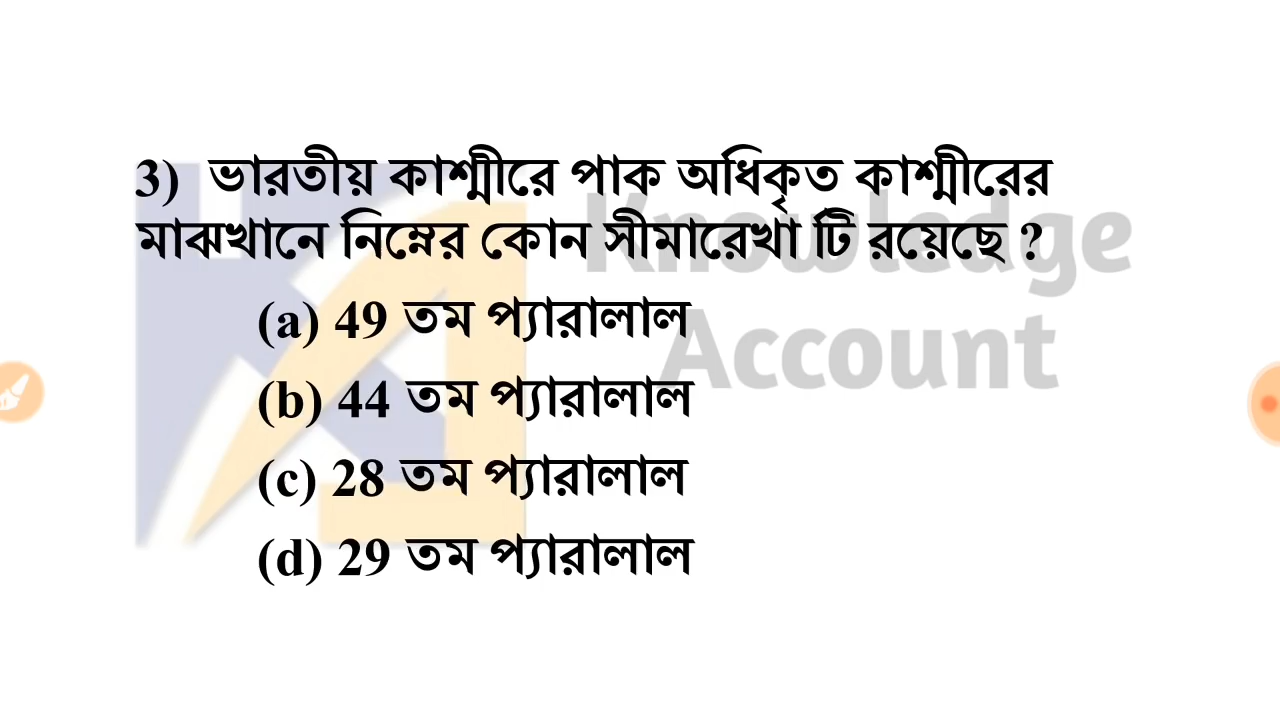 3) ভারতীয় কাশ্মীরে পাক অধিকৃত কাশ্মীরের
মাঝখানে নিম্নের কোন সীমারেখা টি রয়েছে ?
(a) 49 তম প্যারালাল
(b) 44 তম প্যারালাল
(c) 28 তম প্যারালাল
(d) 29 তম প্যারালাল
Knowledge
Account